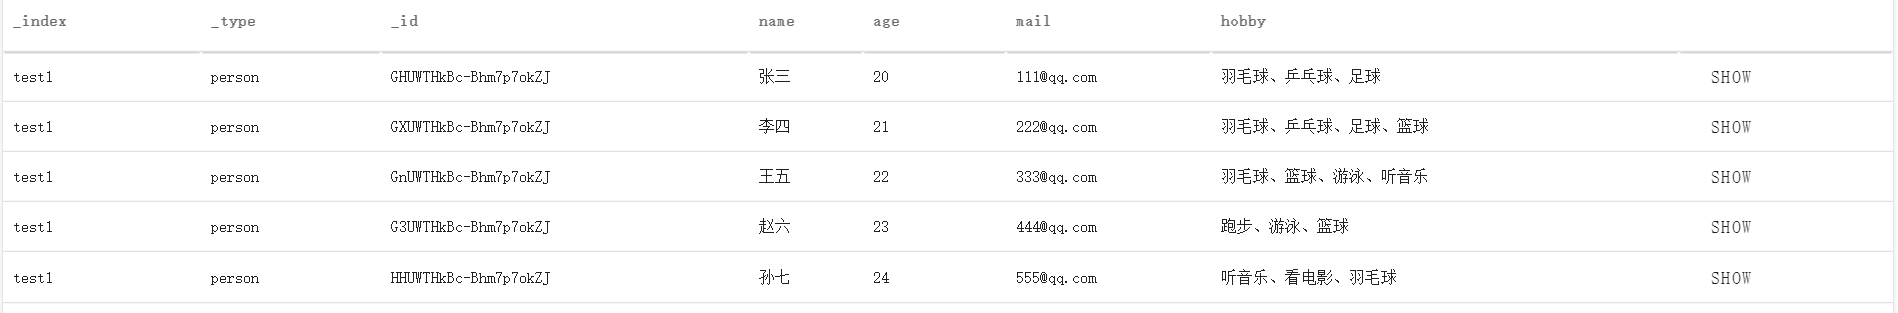 _index _type _id name age mail hobby
test1 person GHUWTHkBc-Bhm7p7okZJ 张三 20 111@qq.com 羽毛球、乒乓球、足球 SHOW
test1 person GXUWTHkBc-Bhm7p7okZJ 李四 21 222@qq.com 羽毛球、乒乓球、足球、篮球 SHOW
test1 person GnUWTHkBc-Bhm7p7okZJ 王五 22 333@qq.com 羽毛球、篮球、游泳、听音乐 SHOW
test1 person G3UWTHkBc-Bhm7p7okZJ 赵六 23 444@qq.com 跑步、游泳、篮球 SHOW
test1 person HHUWTHkBc-Bhm7p7okZJ 孙七 24 555@qq.com 听音乐、看电影、羽毛球 SHOW